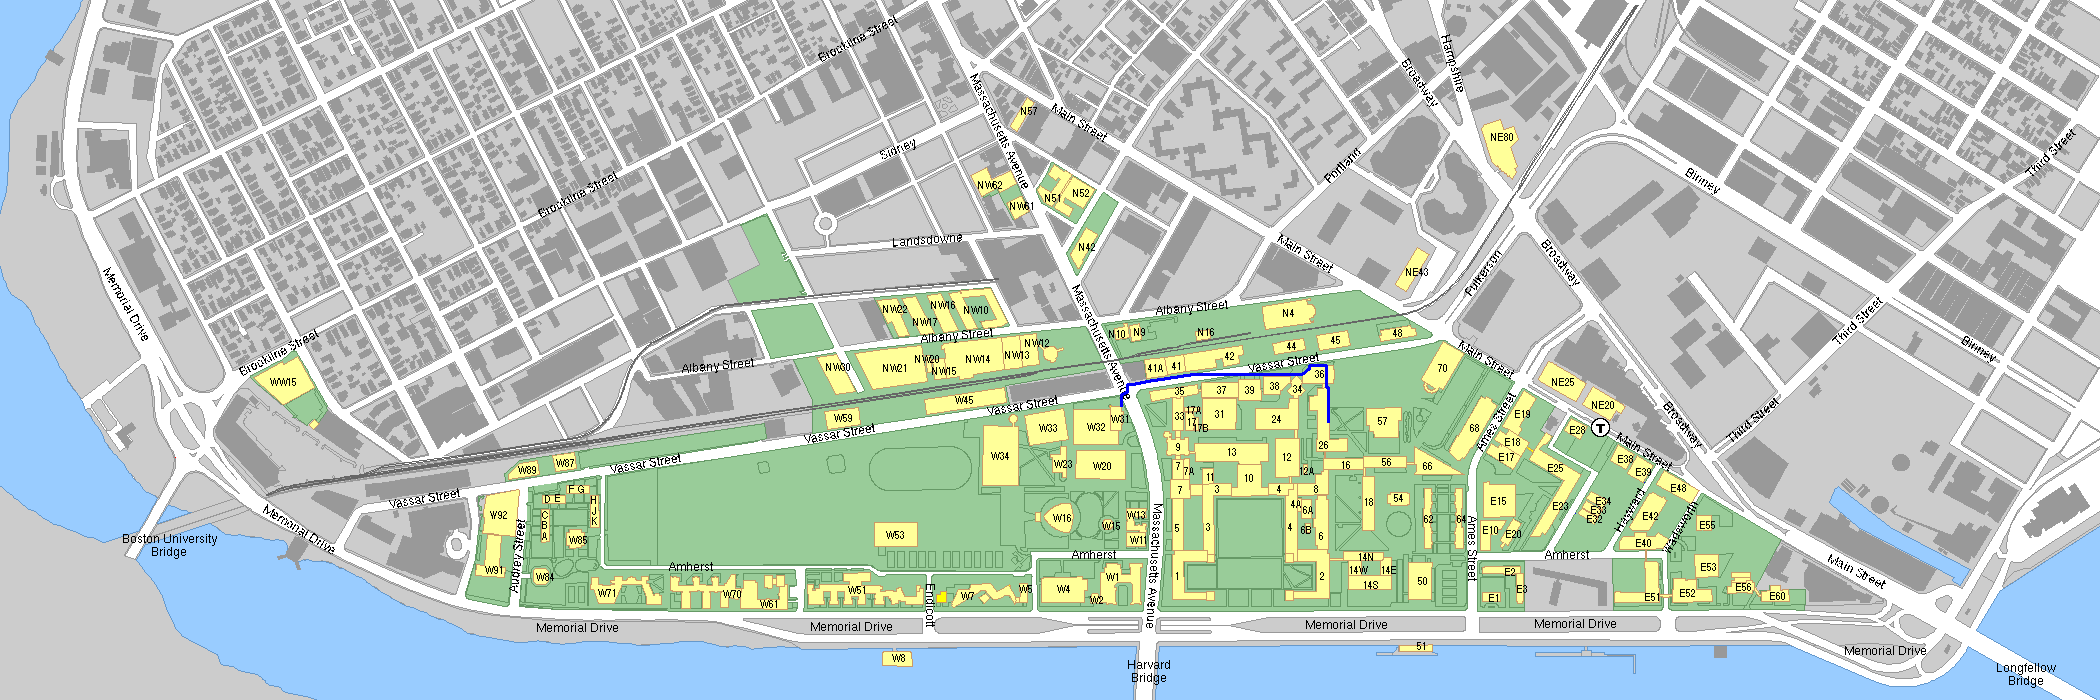 Brookline Street
Hampshire
Broadway
Massachusetts Avenue
N57
Main Street
NE80
Third Street
Sidney
Portland
Binney
NW62
N52
N51
NW61
Brookline Street
Landsdowne
N42
Main Street
Broadway
Fulkerson
NE43
Memorial Drive
Massachusetts Avenue
NW22
NW16
NW10
NW17
Albany Street
N4
Third Street
Albany Street
N10
N9
N16
48
Brookline Street
NW12
45
44
Binney
NW20
NW14
NW13
42
Main Street
WW15
Albany Street
NW30
NW21
NW15
41A
41
Vassar Street
36
70
NE25
35
37
39
38
34
W45
Vassar Street
NE20
Broadway
W59
W31
33
17A
31
17
17B
24
57
E19
Ames Street
W33
W32
68
E28
T
Third Street
Vassar Street
E18
Main Street
26
E17
9
13
12
W34
W23
W20
7
7A
16
56
66
E25
E38
E39
W89
W87
Vassar Street
11
10
12A
F G
7
3
4
8
E48
Vassar Street
D E
H
J
K
54
E15
E34
Harvard
W92
C
B
A
4A
6A
18
E23
E33
E32
E42
Wadsworth
E55
Memorial Drive
Aubrey Street
W85
W53
W16
W13
W15
W11
Massachusetts Avenue
5
3
4
6B
6
62
64
Ames Street
E10
E20
E40
Boston University
Bridge
Amherst
14N
Amherst
W91
W84
Amherst
1
2
14W
14E
14S
50
E2
E53
Main Street
W71
W70
W61
W51
Endicott
W7
W5
W4
W1
W2
E1
E3
E51
E52
E56
E60
Memorial Drive
Memorial Drive
Memorial Drive
Memorial Drive
Memorial Drive
W8
51
Harvard
Bridge
Longfellow
Bridge